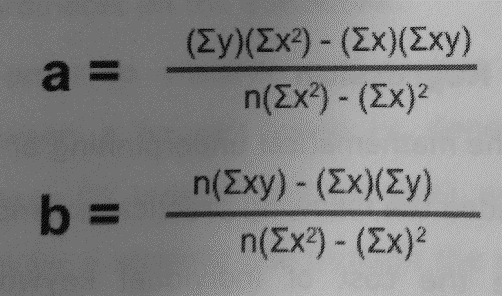 a = (Σy)(Σx²) - (Σx)(Σxy)
n(Σx²) - (Σx)²
b = n(Σxy) - (Σx)(Σy)
n(Σx²) - (Σx)²